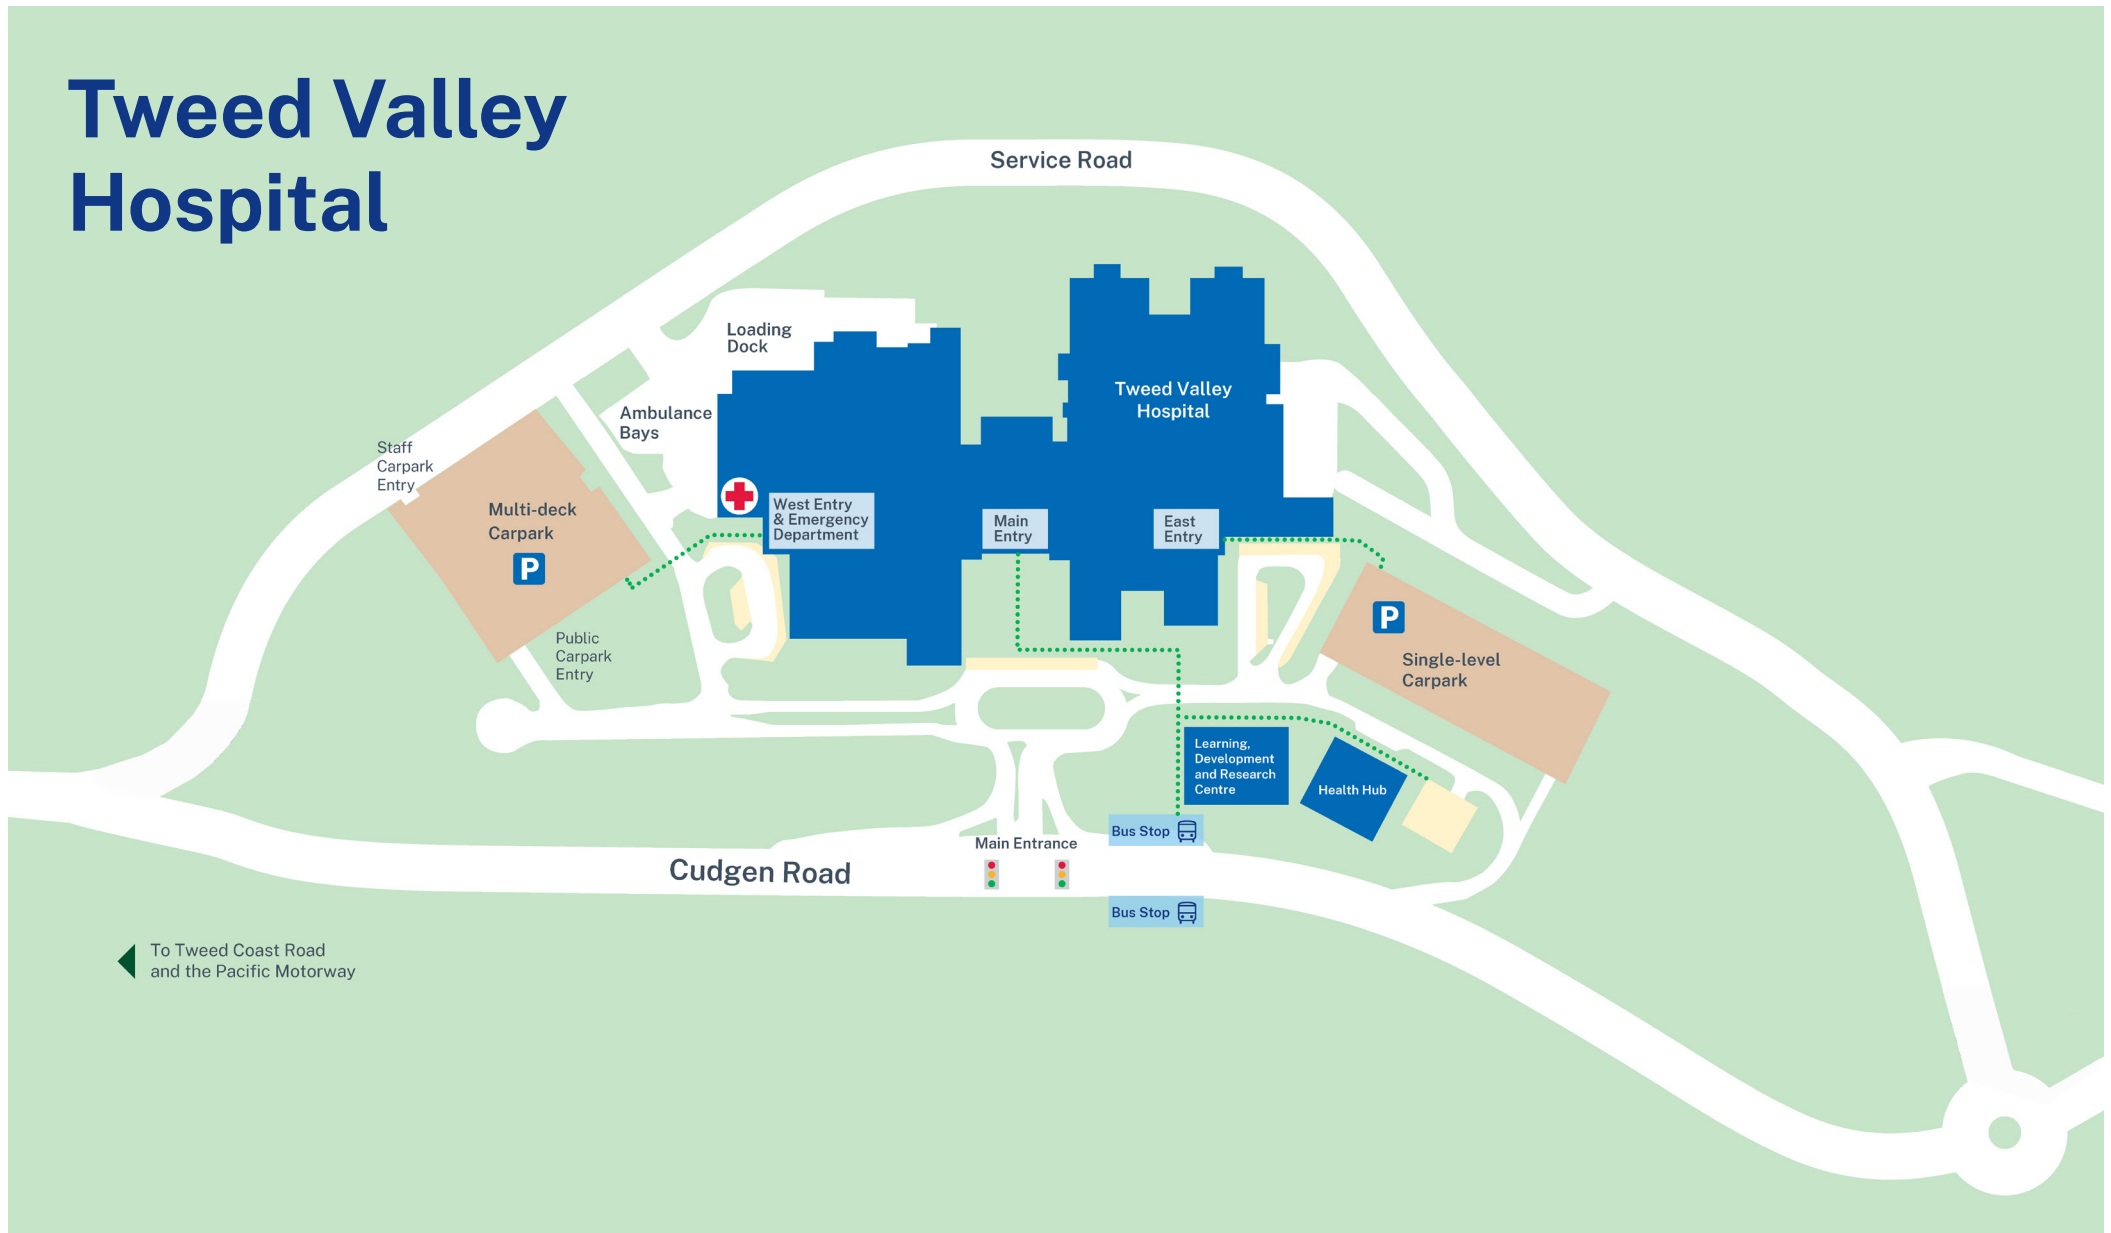 Tweed Valley
Hospital
Service Road
Loading
Dock
Ambulance
Bays
Tweed Valley
Hospital
Staff
Carpark
Entry
Multi-deck
Carpark
P
West Entry
& Emergency
Department
Main
Entry
East
Entry
P
Public
Carpark
Entry
Single-level
Carpark
Learning,
Development
and Research
Centre
Health Hub
Bus Stop
Main Entrance
Cudgen Road
Bus Stop
To Tweed Coast Road
and the Pacific Motorway